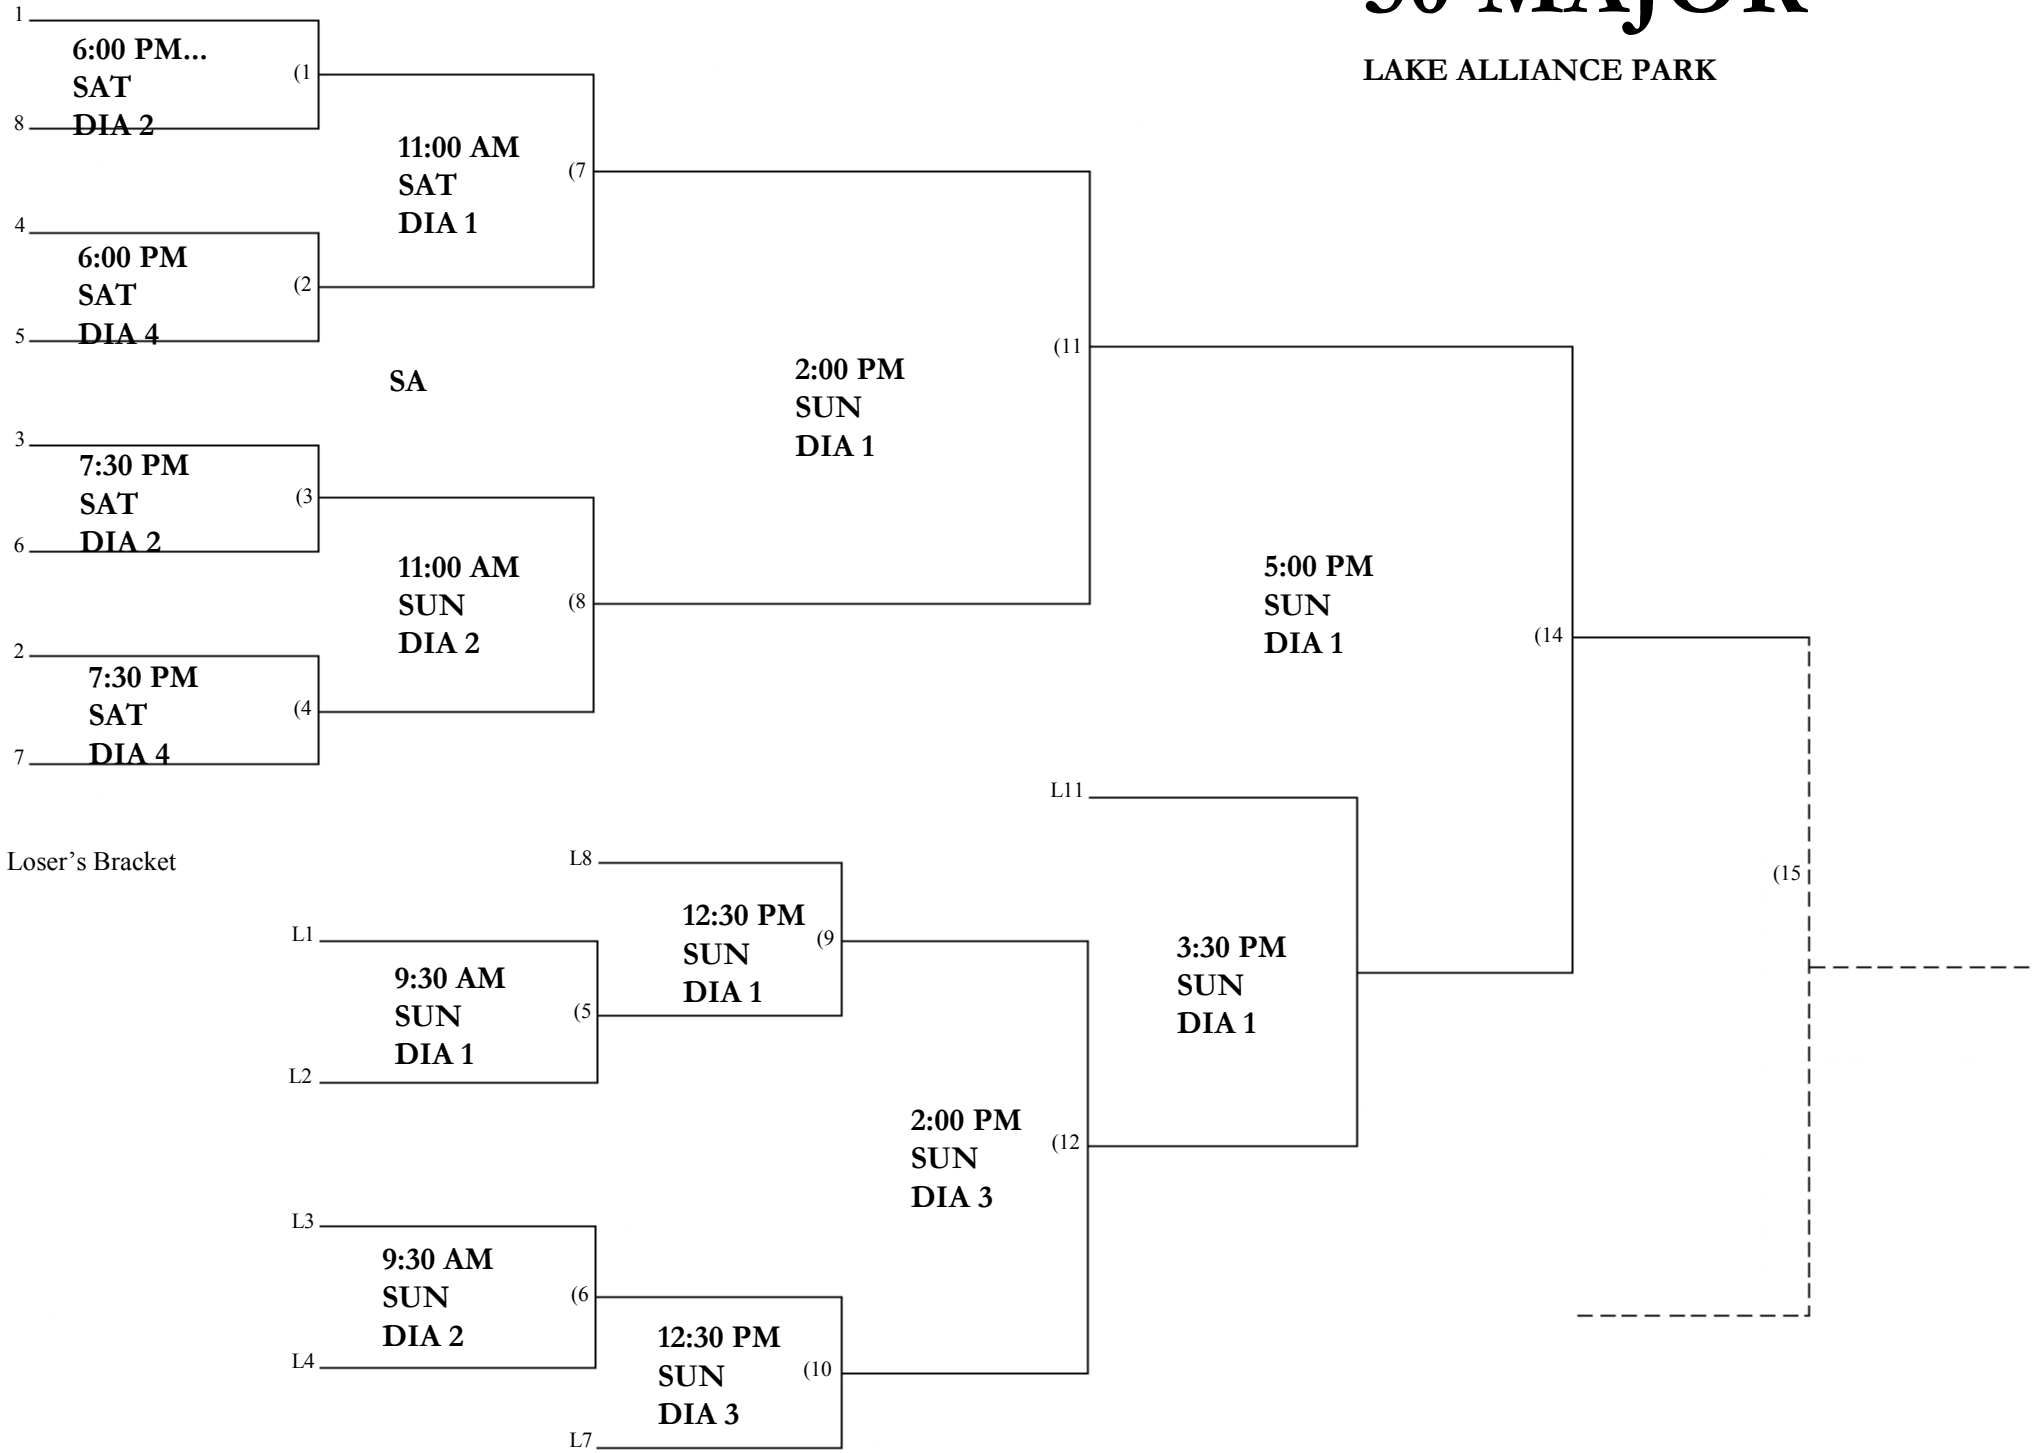 MAJOR
LAKE ALLIANCE PARK
1
6:00 PM...
SAT
DIA 2
(1
8
11:00 AM
SAT
DIA 1
(7
4
6:00 PM
SAT
DIA 4
(2
5
SA
2:00 PM
SUN
DIA 1
(11
3
7:30 PM
SAT
DIA 2
(3
6
11:00 AM
SUN
DIA 2
(8
5:00 PM
SUN
DIA 1
(14
2
7:30 PM
SAT
DIA 4
(4
7
L11
Loser's Bracket
L8
12:30 PM
SUN
DIA 1
(9
(15
L1
9:30 AM
SUN
DIA 1
(5
L2
3:30 PM
SUN
DIA 1
2:00 PM
SUN
DIA 3
(12
L3
9:30 AM
SUN
DIA 2
(6
L4
12:30 PM
SUN
DIA 3
(10
L7